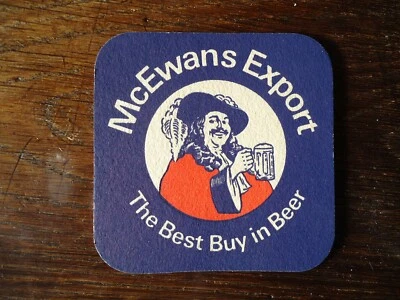 McEwans Export
The Best Buy in Beer